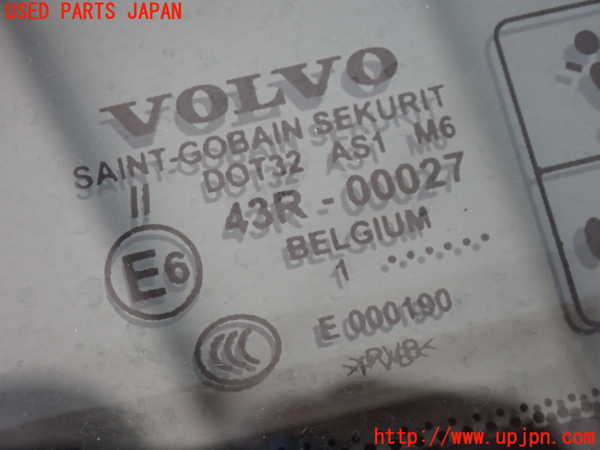 USED PARTS JAPAN
VOLVO
SAINT-GOBAIN SEKURIT
II DOT32 AS1 M6
43R - 00027
E6 BELGIUM
1
E 000190
CCC
http://www.upjpn.com